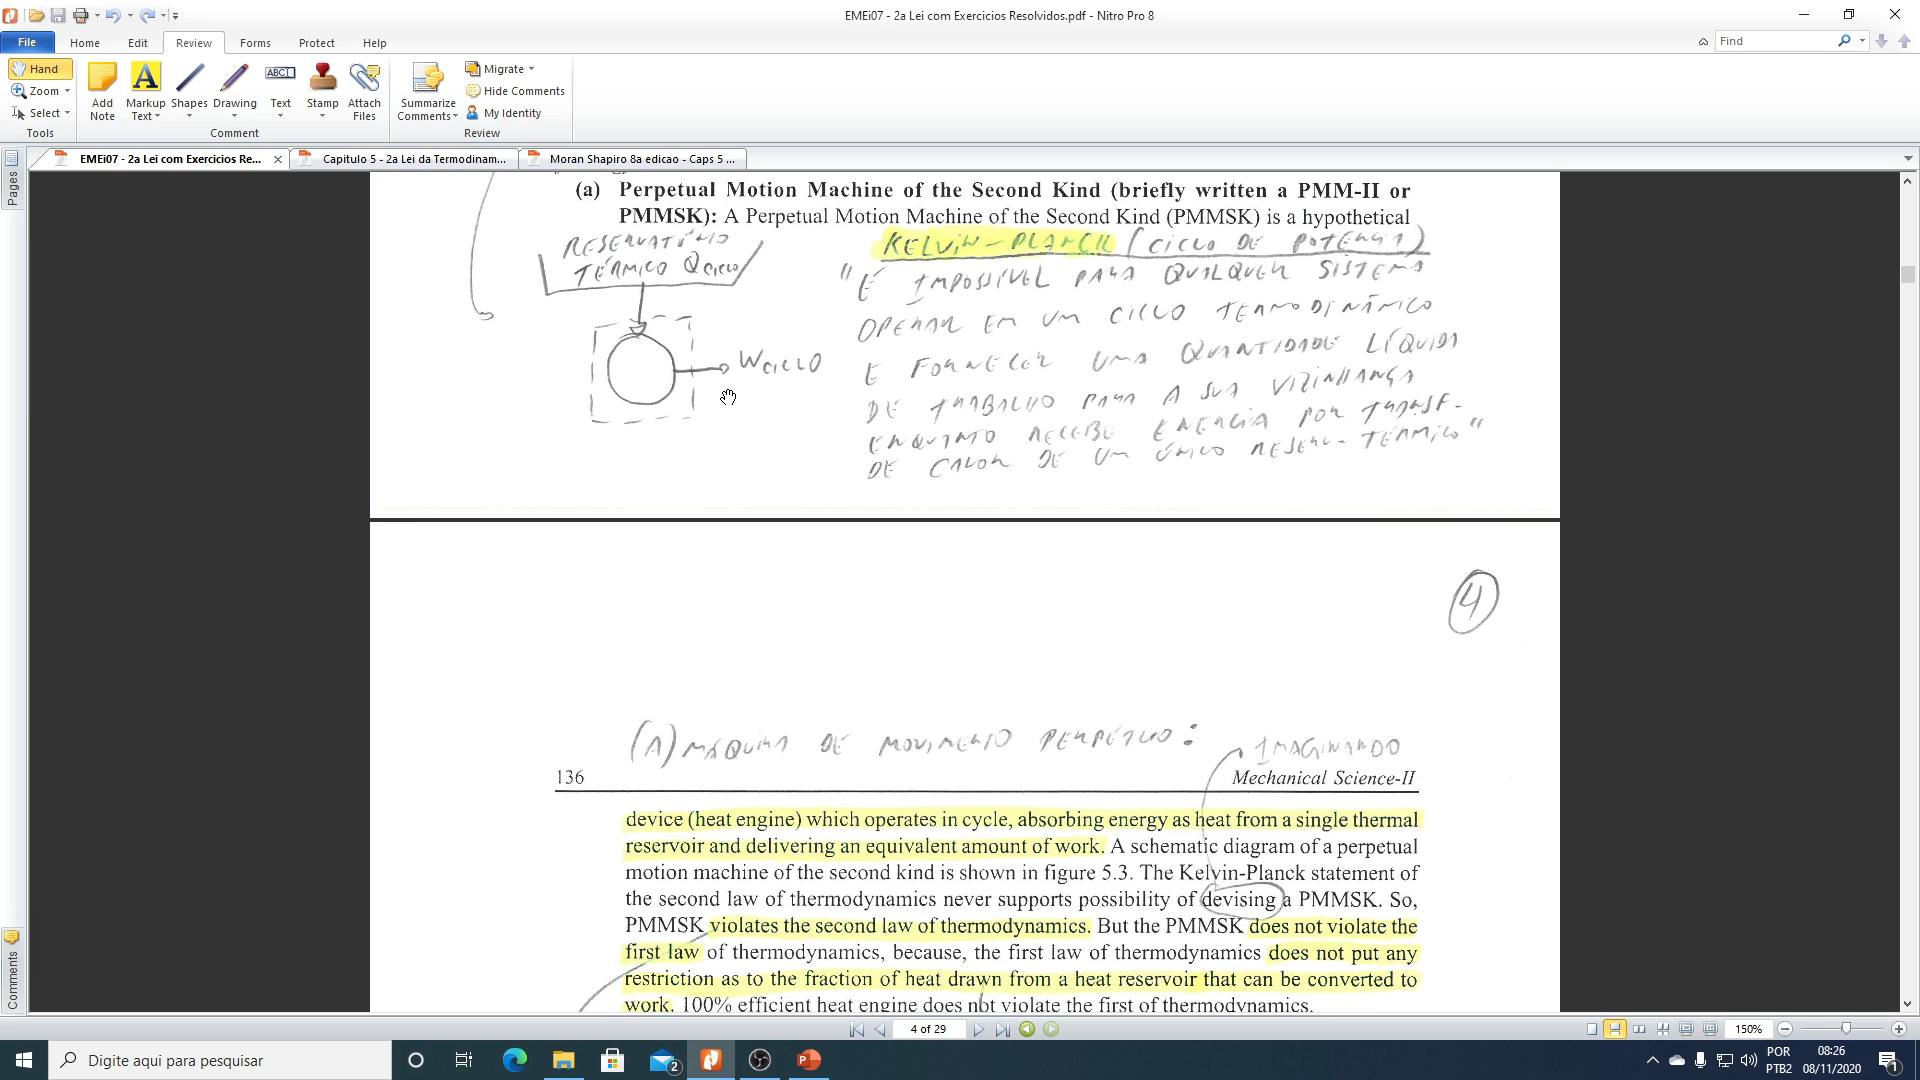 EMEi07 - 2a Lei com Exercicios Resolvidos.pdf - Nitro Pro 8
File Home Edit Review Forms Protect Help
Find
Hand
Zoom
Select
Tools
Add Note
Markup Text
Shapes
Drawing
Text
Stamp
Attach Files
Comment
Summarize Comments
Migrate
Hide Comments
My Identity
Review
EMEi07 - 2a Lei com Exercicios Re...
Capitulo 5 - 2a Lei da Termodinam...
Moran Shapiro 8a edicao - Caps 5 ...
Pages
(a) Perpetual Motion Machine of the Second Kind (briefly written a PMM-II or
PMMSK): A Perpetual Motion Machine of the Second Kind (PMMSK) is a hypothetical
RESERVATÓRIO
TÉRMICO Qciclo
Wciclo
KELVIN-PLANCK (CICLO DE POTENCIA)
"É IMPOSSÍVEL PARA QUALQUER SISTEMA
OPERAR EM UM CICLO TERMODINÂMICO
E FORNECER UMA QUANTIDADE LÍQUIDA
DE TRABALHO PARA A SUA VIZINHANÇA
ENQUANTO RECEBE ENERGIA POR TRANSF.
DE CALOR DE UM ÚNICO RESERV. TÉRMICO"
4
(A) MÁQUINA DE MOVIMENTO PERPÉTUO:
IMAGINANDO
136 Mechanical Science-II
device (heat engine) which operates in cycle, absorbing energy as heat from a single thermal
reservoir and delivering an equivalent amount of work. A schematic diagram of a perpetual
motion machine of the second kind is shown in figure 5.3. The Kelvin-Planck statement of
the second law of thermodynamics never supports possibility of devising a PMMSK. So,
PMMSK violates the second law of thermodynamics. But the PMMSK does not violate the
first law of thermodynamics, because, the first law of thermodynamics does not put any
restriction as to the fraction of heat drawn from a heat reservoir that can be converted to
work. 100% efficient heat engine does not violate the first of thermodynamics.
Comments
4 of 29
150%
Digite aqui para pesquisar
2
POR
PTB2
08:26
08/11/2020
1